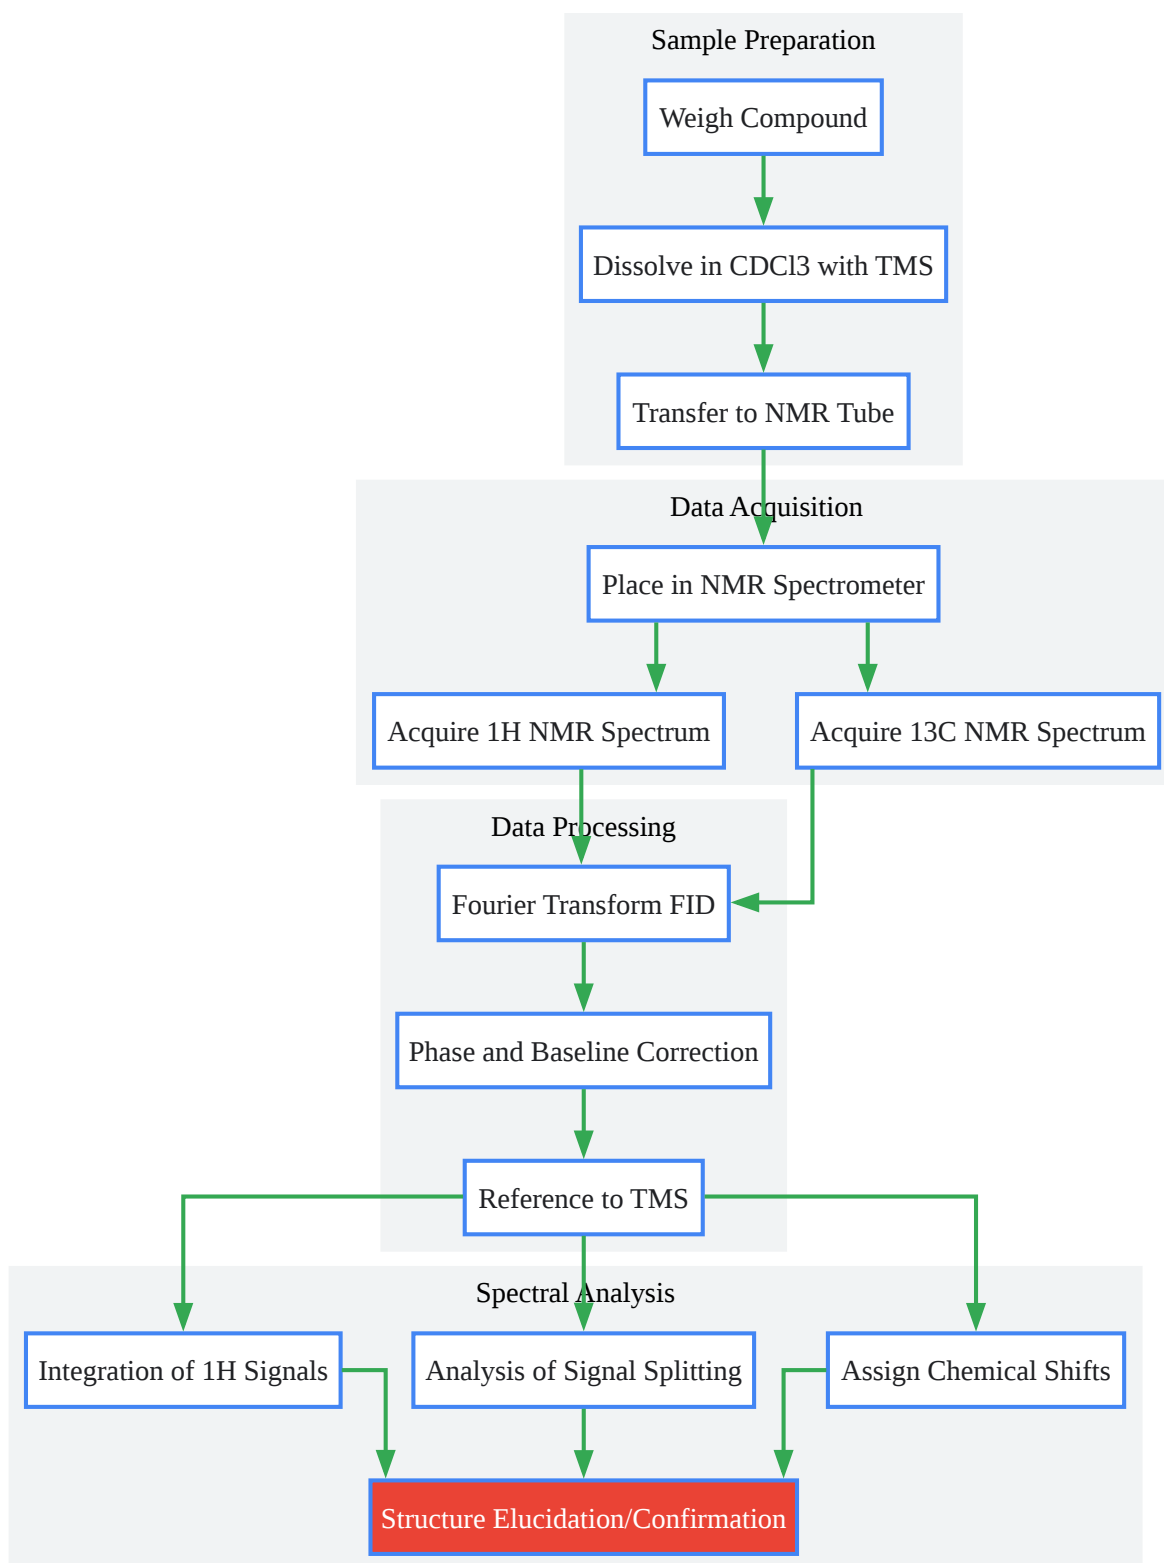 Sample Preparation
Weigh Compound
Dissolve in CDCl3 with TMS
Transfer to NMR Tube
Data Acquisition
Place in NMR Spectrometer
Acquire 1H NMR Spectrum
Acquire 13C NMR Spectrum
Data Processing
Fourier Transform FID
Phase and Baseline Correction
Reference to TMS
Spectral Analysis
Integration of 1H Signals
Analysis of Signal Splitting
Assign Chemical Shifts
Structure Elucidation/Confirmation